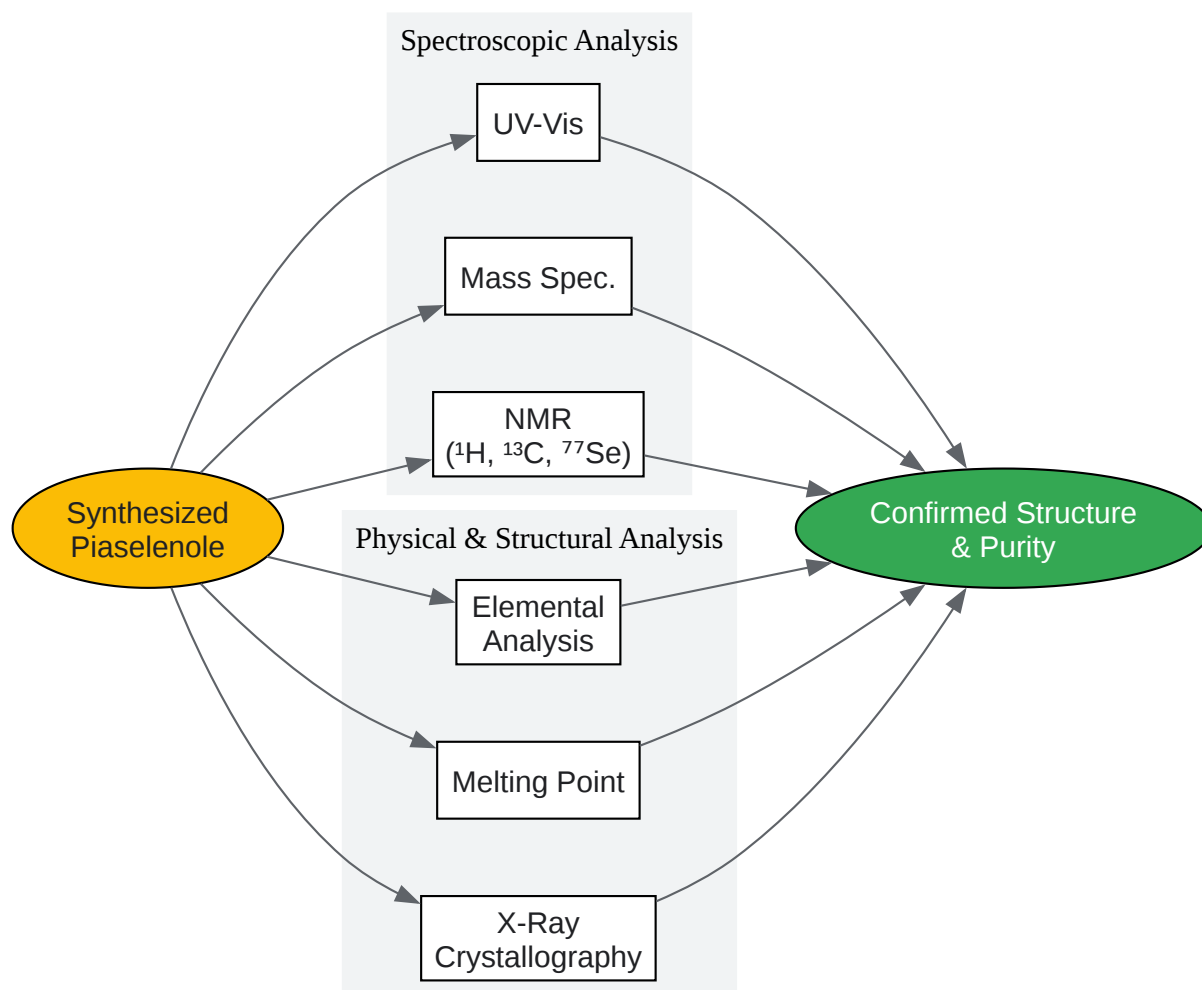 Spectroscopic Analysis
UV-Vis
Mass Spec.
NMR
(¹H, ¹³C, ⁷⁷Se)
Synthesized
Piaselenole
Confirmed Structure
& Purity
Physical & Structural Analysis
Elemental
Analysis
Melting Point
X-Ray
Crystallography